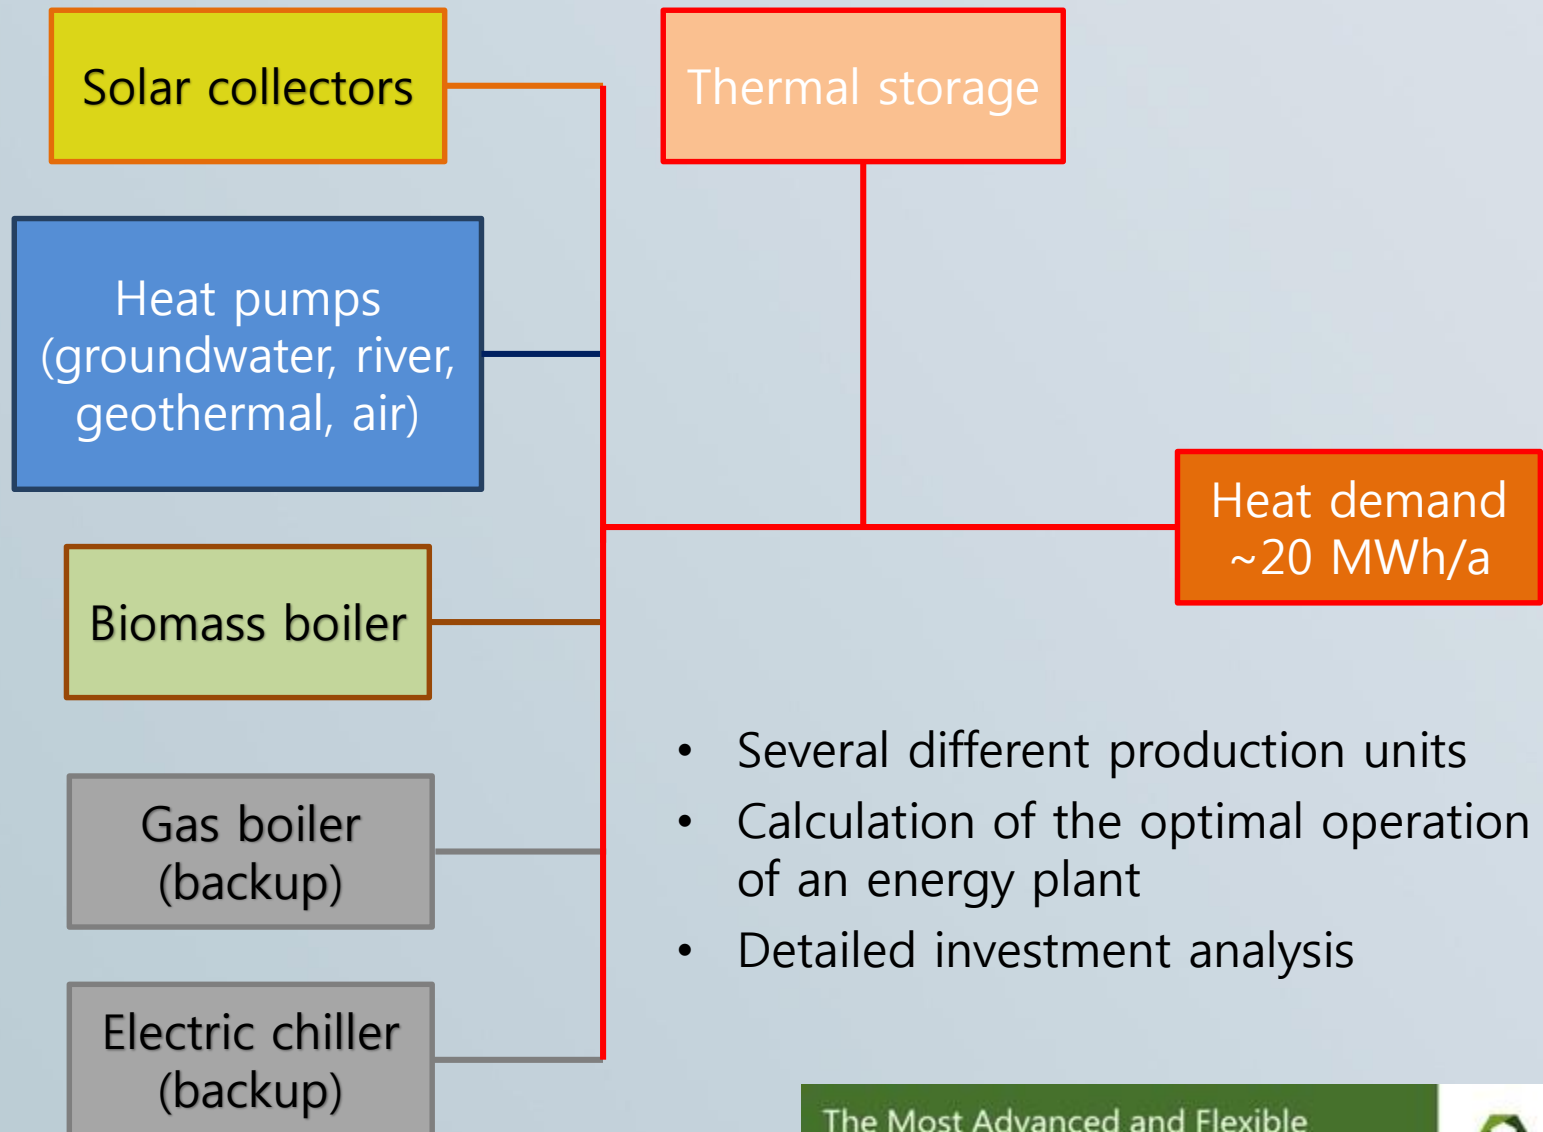 Solar collectors
Thermal storage
Heat pumps
(groundwater, river,
geothermal, air)
Heat demand
~20 MWh/a
Biomass boiler
Gas boiler
(backup)
Electric chiller
(backup)
• Several different production units
• Calculation of the optimal operation
of an energy plant
• Detailed investment analysis
The Most Advanced and Flexible